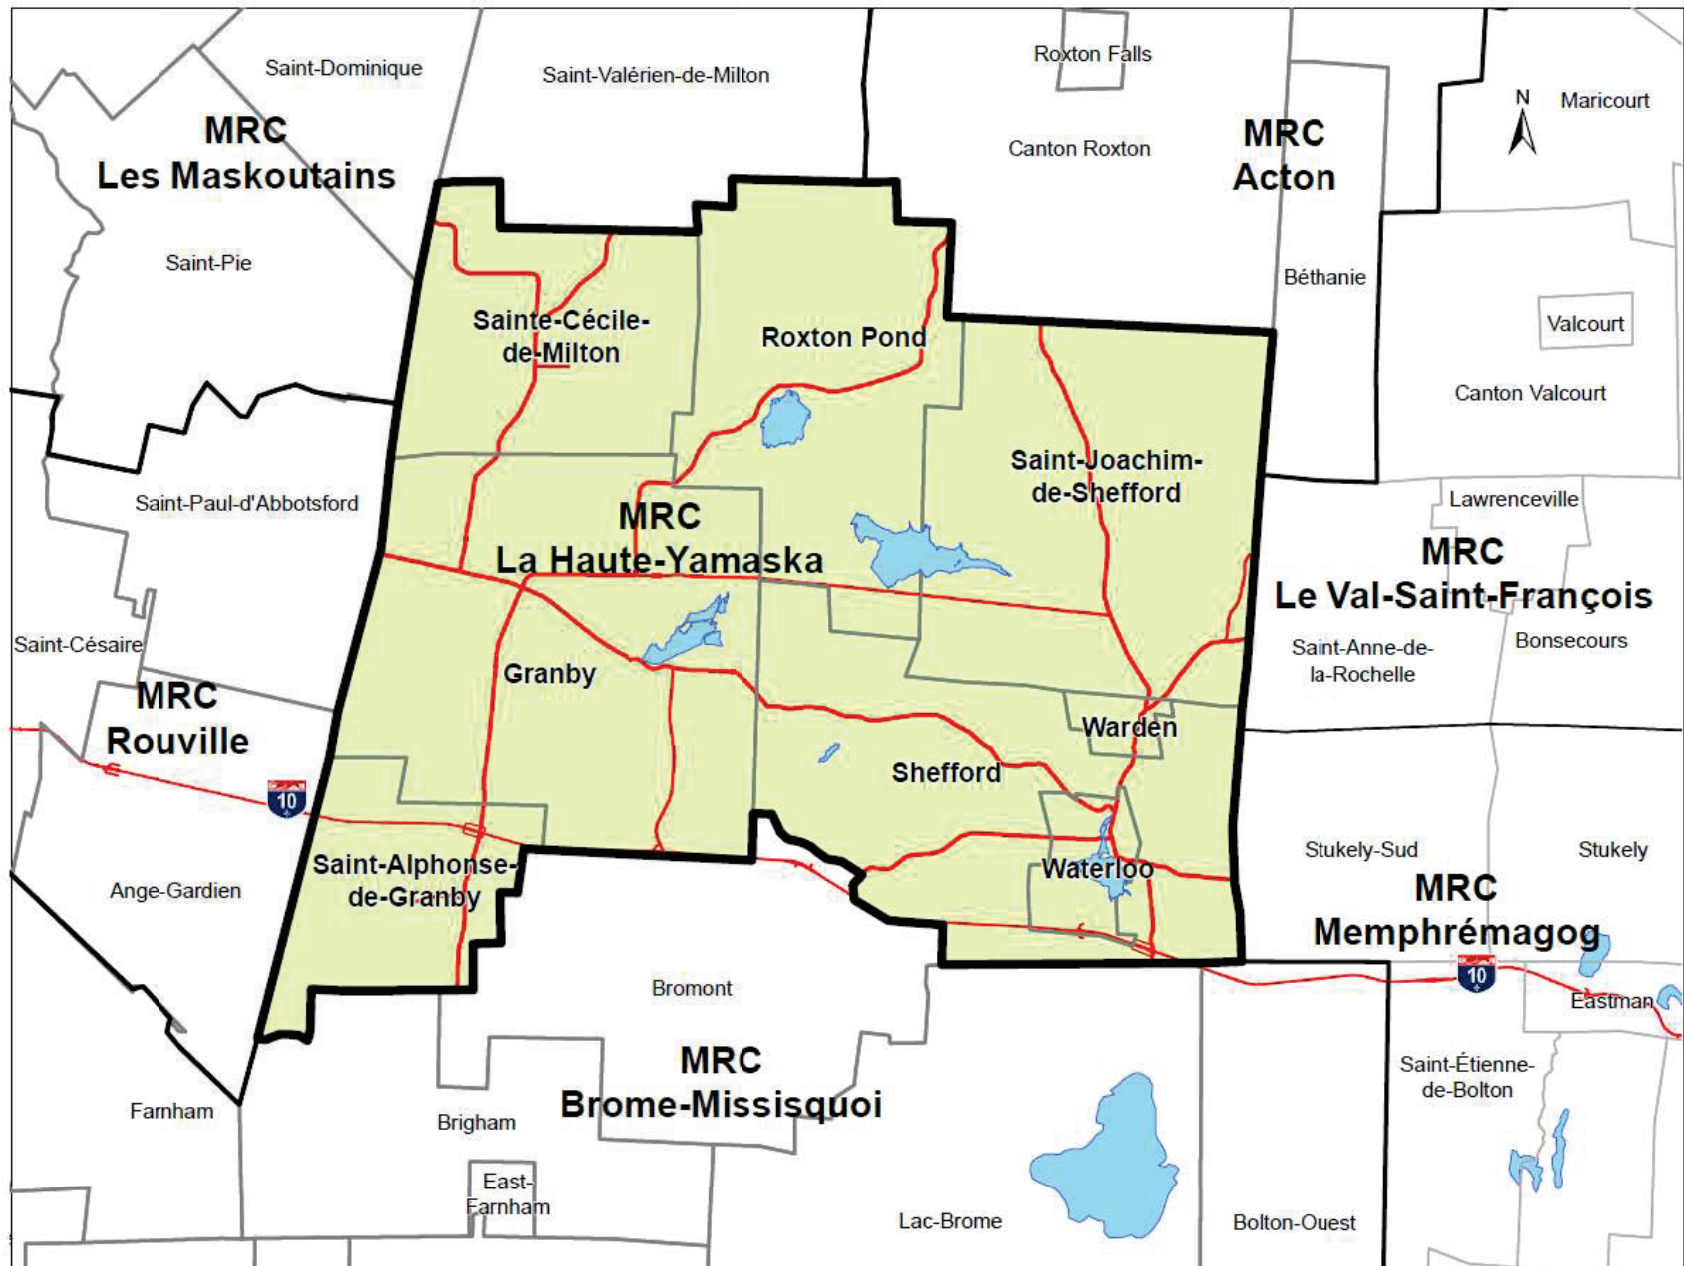 Saint-Dominique
Saint-Valérien-de-Milton
Roxton Falls
Maricourt
N
MRC
Les Maskoutains
Canton Roxton
MRC
Acton
Saint-Pie
Béthanie
Sainte-Cécile-
de-Milton
Roxton Pond
Valcourt
Canton Valcourt
Saint-Joachim-
de-Shefford
Saint-Paul-d'Abbotsford
Lawrenceville
MRC
La Haute-Yamaska
MRC
Le Val-Saint-François
Saint-Césaire
Saint-Anne-de-
la-Rochelle
Bonsecours
Granby
MRC
Rouville
Warden
Shefford
10
Saint-Alphonse-
de-Granby
Waterloo
Stukely-Sud
Stukely
Ange-Gardien
MRC
Memphrémagog
10
Bromont
Eastman
MRC
Brome-Missisquoi
Saint-Étienne-
de-Bolton
Farnham
Brigham
East-
Farnham
Lac-Brome
Bolton-Ouest